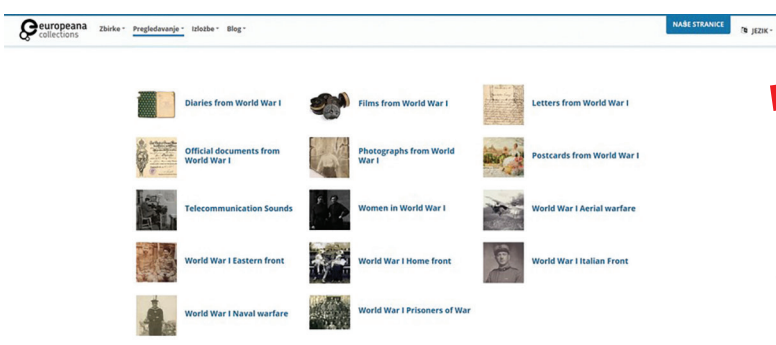 europeana
collections
Zbirke
Pregledavanje
Izložbe
Blog
NAŠE STRANICE
JEZIK
Diaries from World War I
Films from World War I
Letters from World War I
Official documents from
World War I
Photographs from World
War I
Postcards from World War I
Telecommunication Sounds
Women in World War I
World War I Aerial warfare
World War I Eastern front
World War I Home front
World War I Italian Front
World War I Naval warfare
World War I Prisoners of War